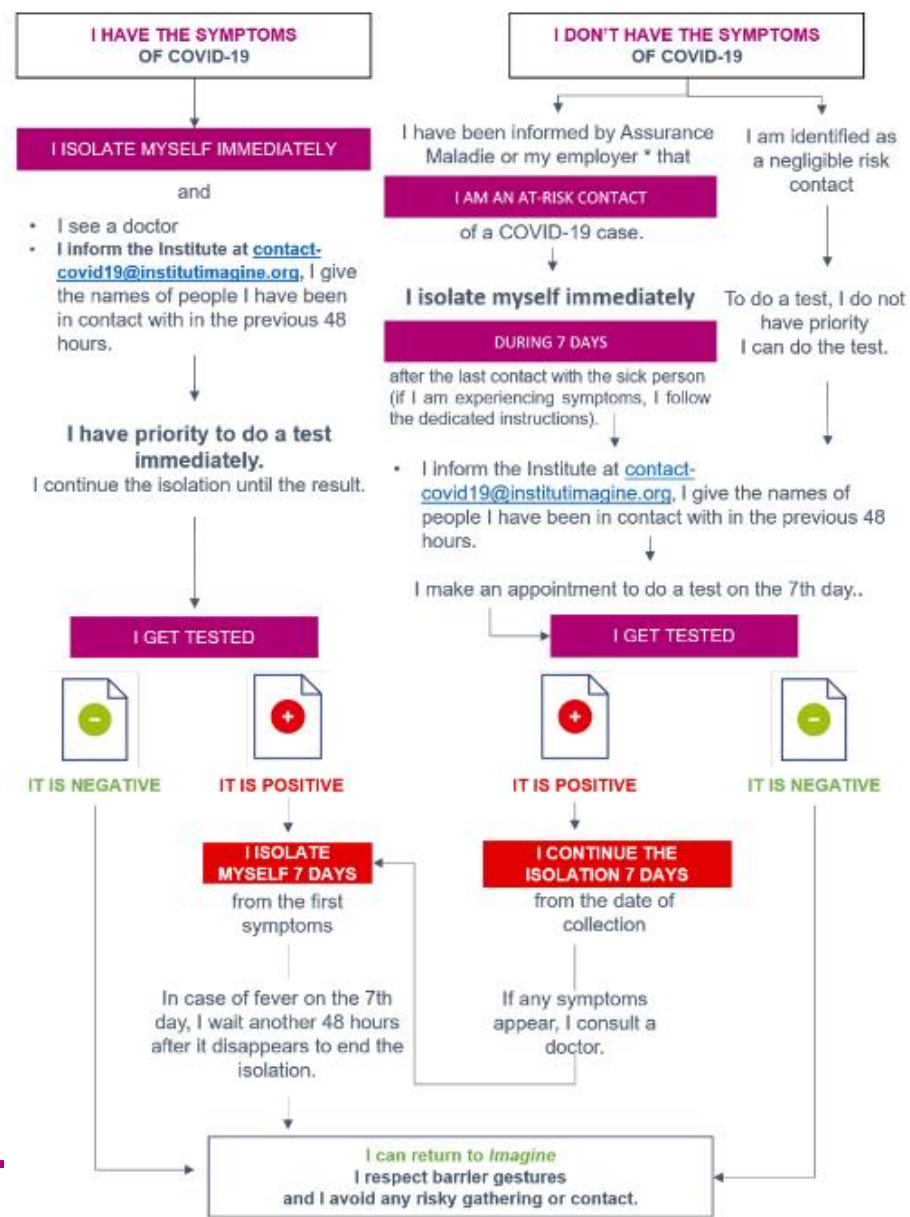 I HAVE THE SYMPTOMS
OF COVID-19
I ISOLATE MYSELF IMMEDIATELY
and
• I see a doctor
• I inform the Institute at contact-
covid19@institutimagine.org, I give
the names of people I have been
in contact with in the previous 48
hours.
I have priority to do a test
immediately.
I continue the isolation until the result.
I GET TESTED
IT IS NEGATIVE
IT IS POSITIVE
I ISOLATE
MYSELF 7 DAYS
from the first
symptoms
In case of fever on the 7th
day, I wait another 48 hours
after it disappears to end the
isolation.
I DON'T HAVE THE SYMPTOMS
OF COVID-19
I have been informed by Assurance
Maladie or my employer * that
I AM AN AT-RISK CONTACT
of a COVID-19 case.
I isolate myself immediately
DURING 7 DAYS
after the last contact with the sick person
(if I am experiencing symptoms, I follow
the dedicated instructions).
I am identified as
a negligible risk
contact
To do a test, I do not
have priority
I can do the test.
• I inform the Institute at contact-
covid19@institutimagine.org, I give the names of
people I have been in contact with in the previous 48
hours.
I make an appointment to do a test on the 7th day..
I GET TESTED
IT IS POSITIVE
IT IS NEGATIVE
I CONTINUE THE
ISOLATION 7 DAYS
from the date of
collection
If any symptoms
appear, I consult a
doctor.
I can return to Imagine
I respect barrier gestures
and I avoid any risky gathering or contact.